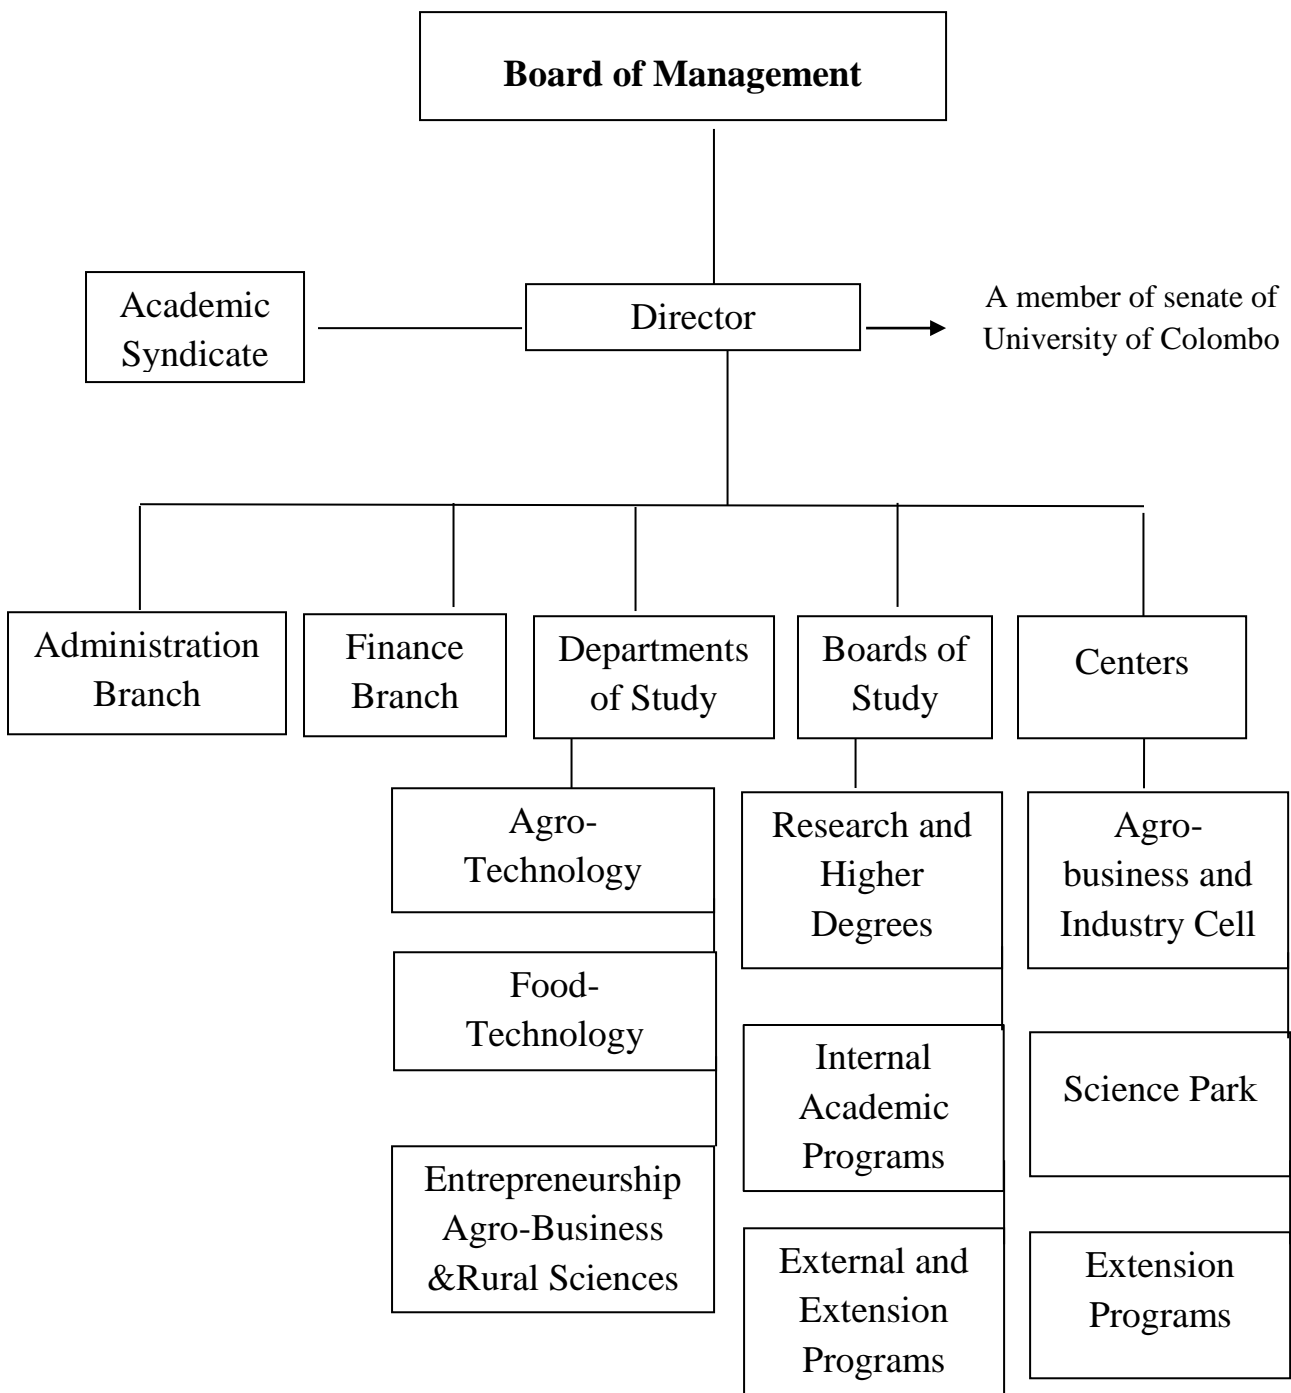 Board of Management
Academic
Syndicate
Director
A member of senate of
University of Colombo
Administration
Branch
Finance
Branch
Departments
of Study
Boards of
Study
Centers
Agro-
Technology
Research and
Higher
Degrees
Agro-
business and
Industry Cell
Food-
Technology
Internal
Academic
Programs
Science Park
Entrepreneurship
Agro-Business
&Rural Sciences
External and
Extension
Programs
Extension
Programs